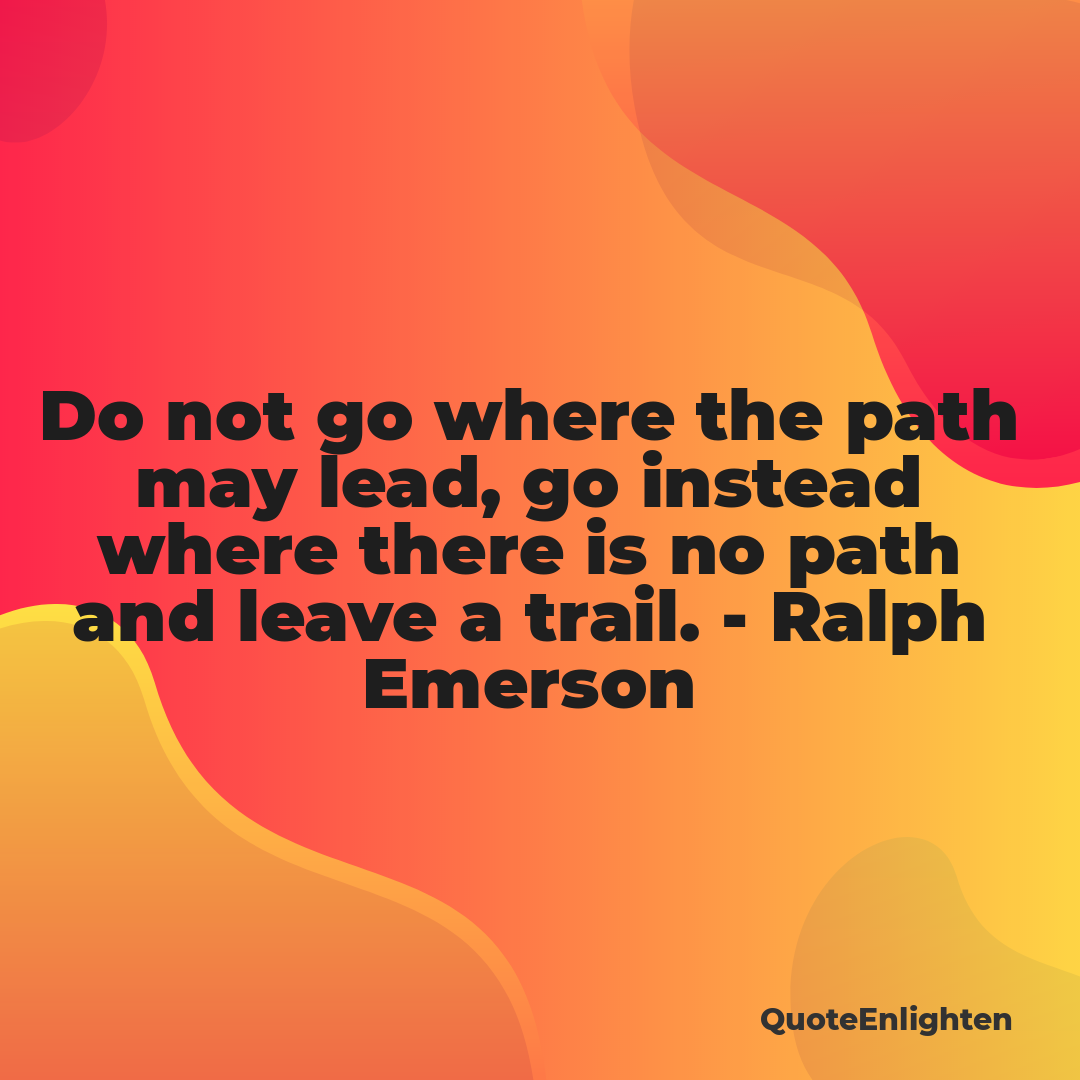 Do not go where the path
may lead, go instead
where there is no path
and leave a trail. - Ralph
Emerson
QuoteEnlighten